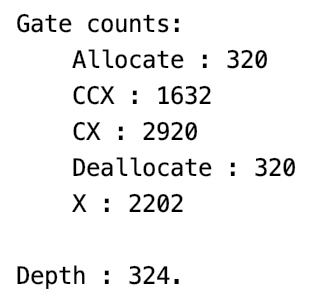 Gate counts:
Allocate : 320
CCX : 1632
CX : 2920
Deallocate : 320
X : 2202
Depth : 324.